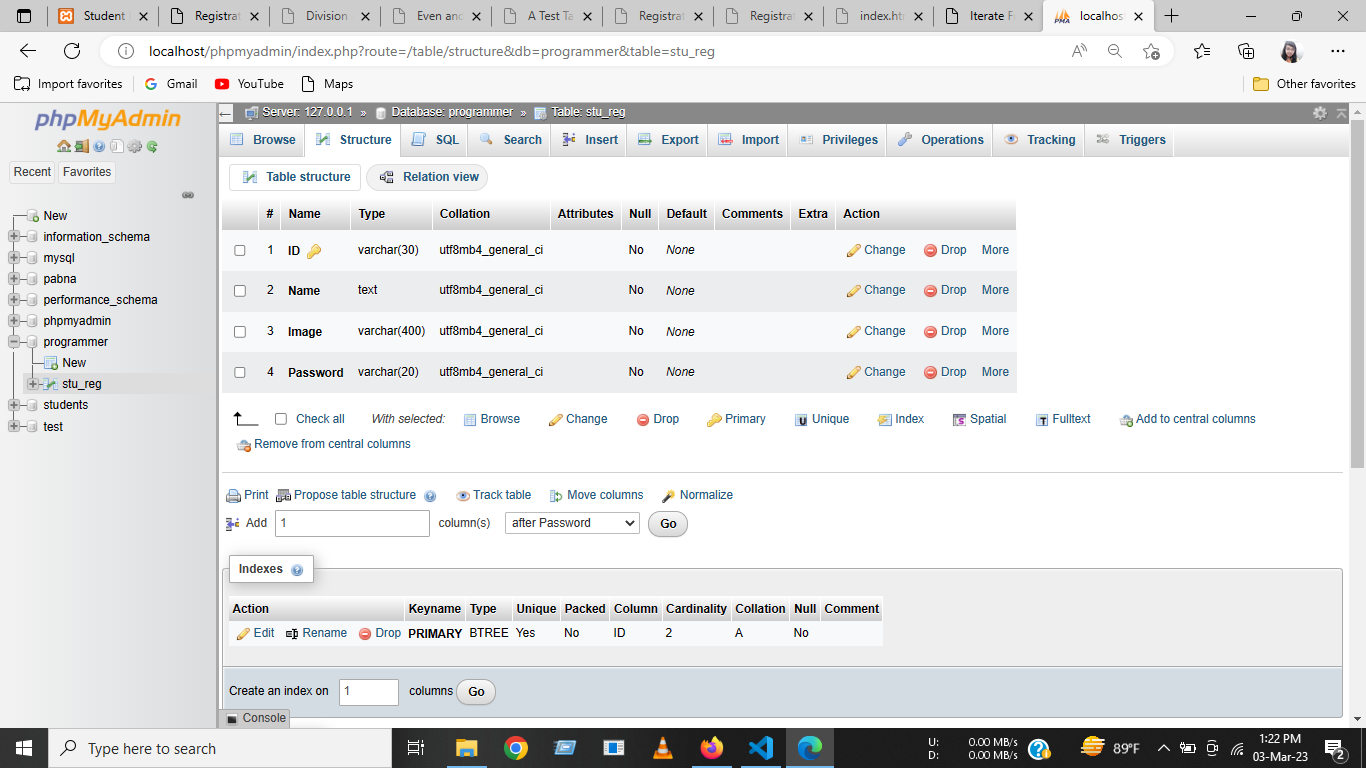 Student Registrat Division Even and A Test Ta Registrat Registrat index.ht Iterate F localhos
localhost/phpmyadmin/index.php?route=/table/structure&db=programmer&table=stu_reg
Import favorites Gmail YouTube Maps Other favorites
phpMyAdmin
Recent Favorites
New
information_schema
mysql
pabna
performance_schema
phpmyadmin
programmer
New
stu_reg
students
test
Server: 127.0.0.1 » Database: programmer » Table: stu_reg
Browse Structure SQL Search Insert Export Import Privileges Operations Tracking Triggers
Table structure Relation view
# Name Type Collation Attributes Null Default Comments Extra Action
1 ID varchar(30) utf8mb4_general_ci No None Change Drop More
2 Name text utf8mb4_general_ci No None Change Drop More
3 Image varchar(400) utf8mb4_general_ci No None Change Drop More
4 Password varchar(20) utf8mb4_general_ci No None Change Drop More
Check all With selected: Browse Change Drop Primary Unique Index Spatial Fulltext Add to central columns
Remove from central columns
Print Propose table structure Track table Move columns Normalize
Add 1 column(s) after Password Go
Indexes
Action Keyname Type Unique Packed Column Cardinality Collation Null Comment
Edit Rename Drop PRIMARY BTREE Yes No ID 2 A No
Create an index on 1 columns Go
Console
Type here to search
U: 0.00 MB/s
D: 0.00 MB/s
89°F
1:22 PM
03-Mar-23
2